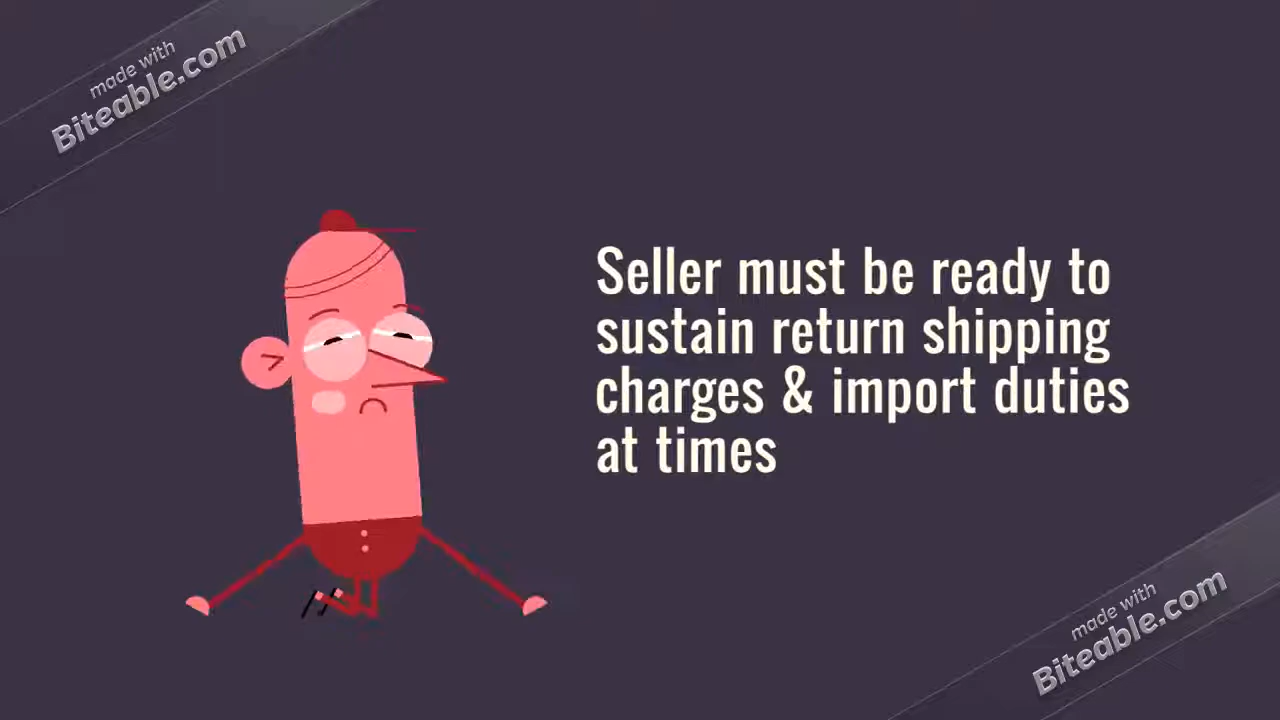 made with
Biteable.com
Seller must be ready to
sustain return shipping
charges & import duties
at times
made with
Biteable.com